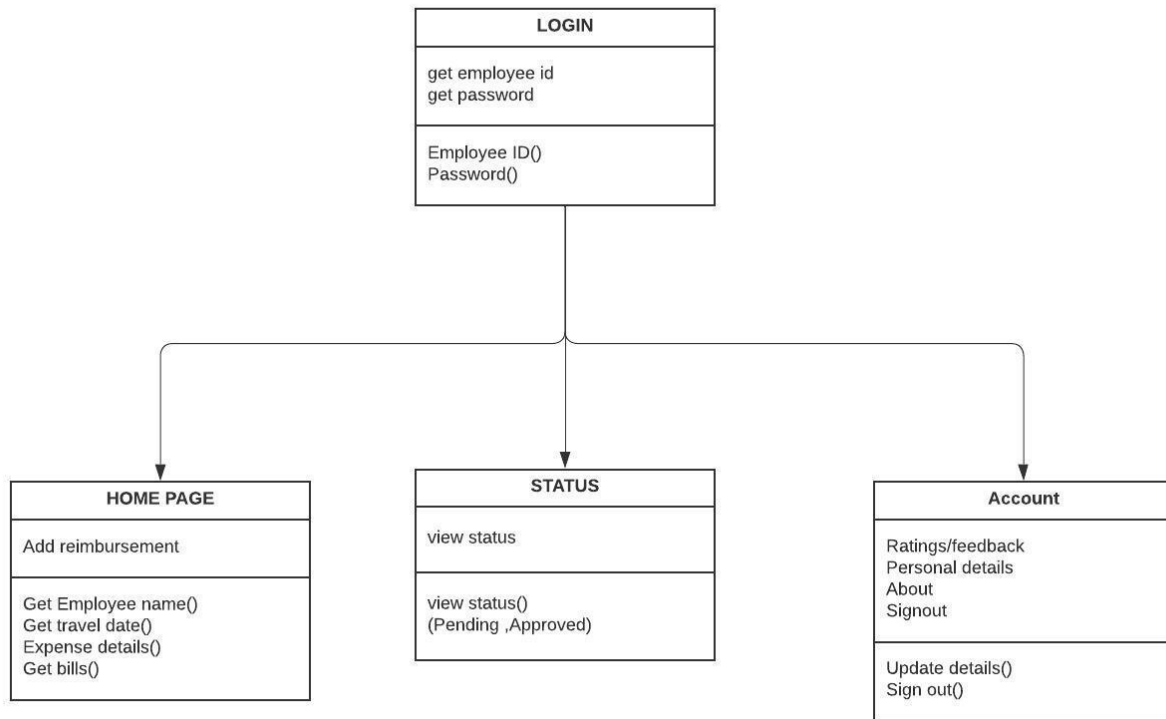 LOGIN
get employee id
get password
Employee ID()
Password()
HOME PAGE
Add reimbursement
Get Employee name()
Get travel date()
Expense details()
Get bills()
STATUS
view status
view status()
(Pending ,Approved)
Account
Ratings/feedback
Personal details
About
Signout
Update details()
Sign out()